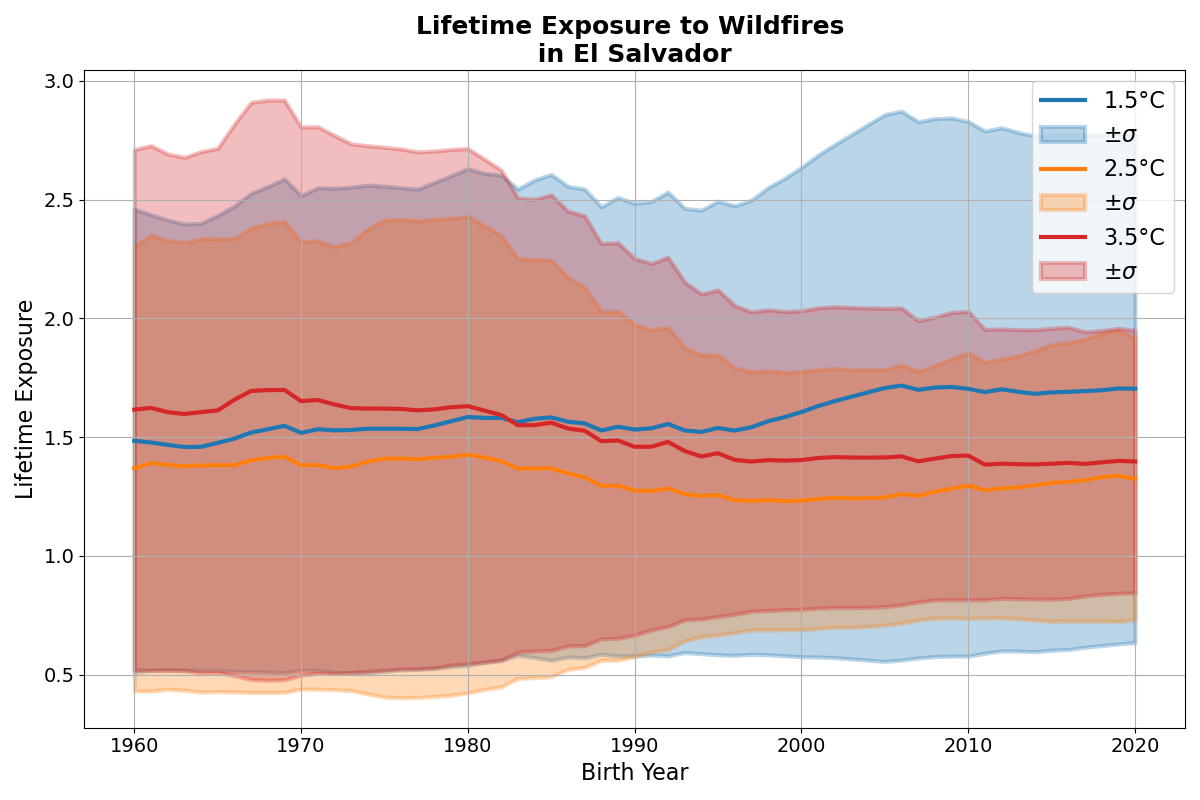 Lifetime Exposure to Wildfires
in El Salvador
Lifetime Exposure
3.0
2.5
2.0
1.5
1.0
0.5
1960
1970
1980
1990
2000
2010
2020
Birth Year
1.5°C
±σ
2.5°C
±σ
3.5°C
±σ